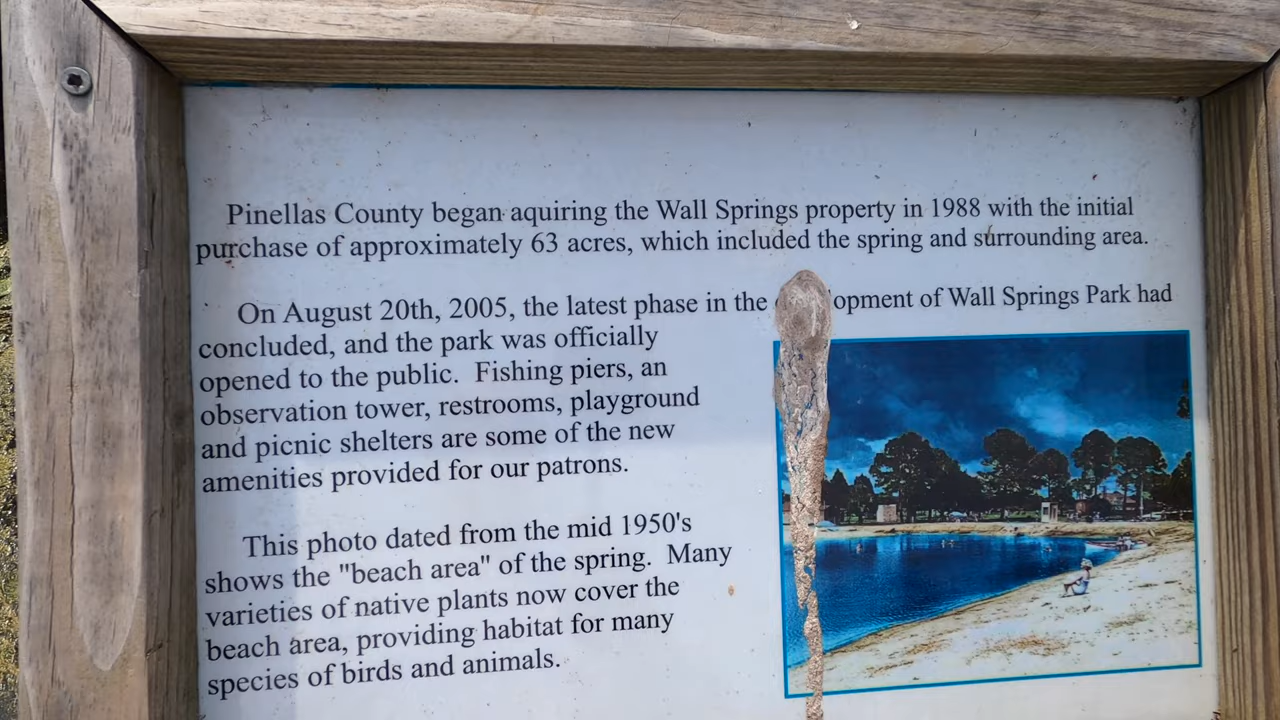 Pinellas County began aquiring the Wall Springs property in 1988 with the initial
purchase of approximately 63 acres, which included the spring and surrounding area.
On August 20th, 2005, the latest phase in the opment of Wall Springs Park had
concluded, and the park was officially
opened to the public. Fishing piers, an
observation tower, restrooms, playground
and picnic shelters are some of the new
amenities provided for our patrons.
This photo dated from the mid 1950's
shows the "beach area" of the spring. Many
varieties of native plants now cover the
beach area, providing habitat for many
species of birds and animals.